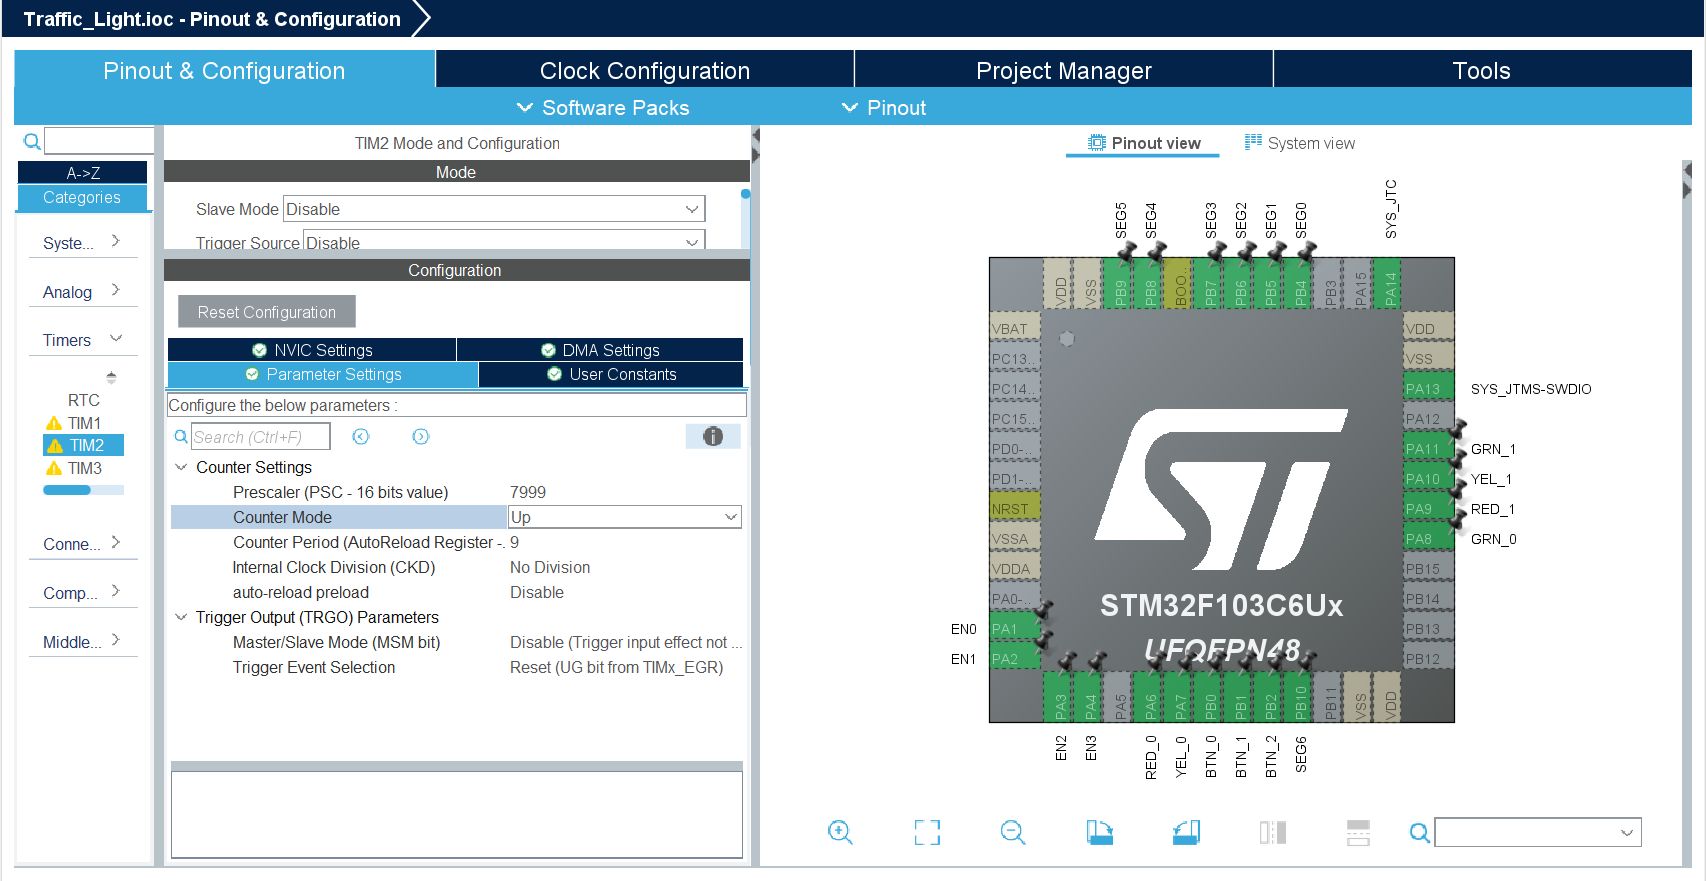 Traffic_Light.ioc - Pinout & Configuration
Pinout & Configuration
Clock Configuration
Project Manager
Tools
Software Packs
Pinout
A->Z
Categories
Syste...
Analog
Timers
RTC
TIM1
TIM2
TIM3
Conne...
Comp...
Middle...
TIM2 Mode and Configuration
Mode
Slave Mode Disable
Trigger Source Disable
Configuration
Reset Configuration
NVIC Settings
DMA Settings
Parameter Settings
User Constants
Configure the below parameters :
Search (Ctrl+F)
Counter Settings
Prescaler (PSC - 16 bits value) 7999
Counter Mode Up
Counter Period (AutoReload Register -. 9
Internal Clock Division (CKD) No Division
auto-reload preload Disable
Trigger Output (TRGO) Parameters
Master/Slave Mode (MSM bit) Disable (Trigger input effect not ...
Trigger Event Selection Reset (UG bit from TIMx_EGR)
Pinout view
System view
SEG5
SEG4
SEG3
SEG2
SEG1
SEG0
SYS_JTC
VDD
VSS
PB9
PB8
BOO..
PB7
PB6
PB5
PB4
PB3
PA15
PA14
VBAT
PC13..
PC14..
PC15..
PD0-..
PD1-..
NRST
VSSA
VDDA
PA0-..
EN0 PA1
EN1 PA2
VDD
VSS
PA13 SYS_JTMS-SWDIO
PA12
PA11 GRN_1
PA10 YEL_1
PA9 RED_1
PA8 GRN_0
PB15
PB14
PB13
PB12
STM32F103C6Ux
UFQFPN48
PA3
PA4
PA5
PA6
PA7
PB0
PB1
PB2
PB10
PB11
VSS
VDD
EN2
EN3
RED_0
YEL_0
BTN_0
BTN_1
BTN_2
SEG6